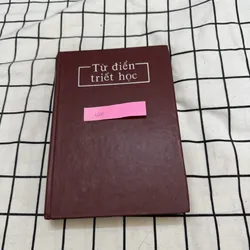 Từ điển
triết học